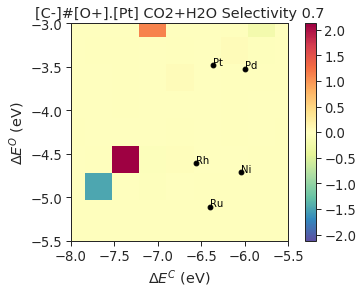 [C-]#[O+].[Pt] CO2+H2O Selectivity 0.7
−3.0
−3.5
−4.0
−4.5
−5.0
−5.5
ΔE^O (eV)
Pt
Pd
Rh
Ni
Ru
−8.0 −7.5 −7.0 −6.5 −6.0 −5.5
ΔE^C (eV)
2.0
1.5
1.0
0.5
0.0
−0.5
−1.0
−1.5
−2.0